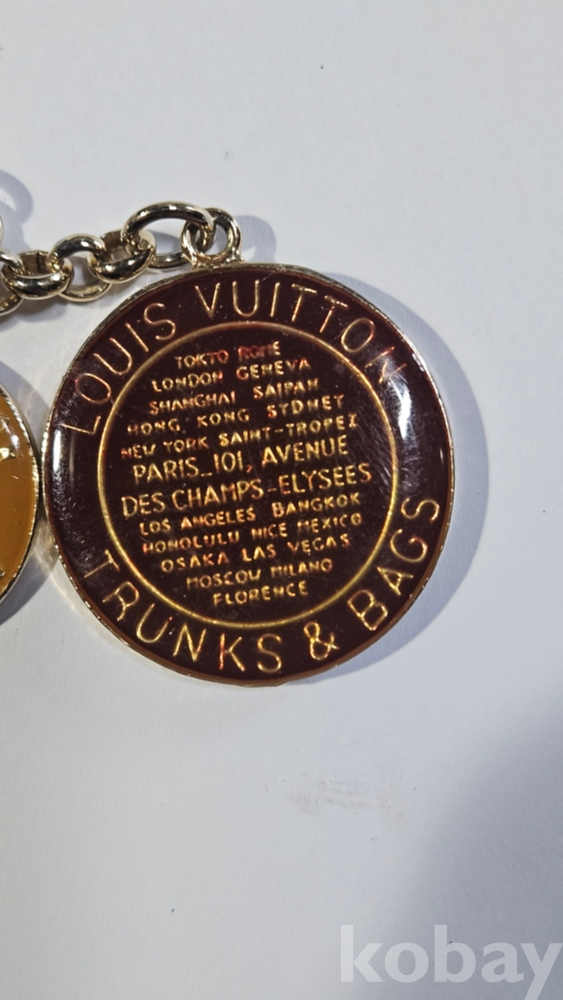 LOUIS VUITTON
TOKYO ROME
LONDON GENEVA
SHANGHAI SAIPAN
HONG KONG SYDNEY
NEW YORK SAINT-TROPEZ
PARIS_101, AVENUE
DES CHAMPS-ELYSEES
LOS ANGELES BANGKOK
HONOLULU NICE MEXICO
OSAKA LAS VEGAS
MOSCOW MILANO
FLORENCE
TRUNKS & BAGS
kobay